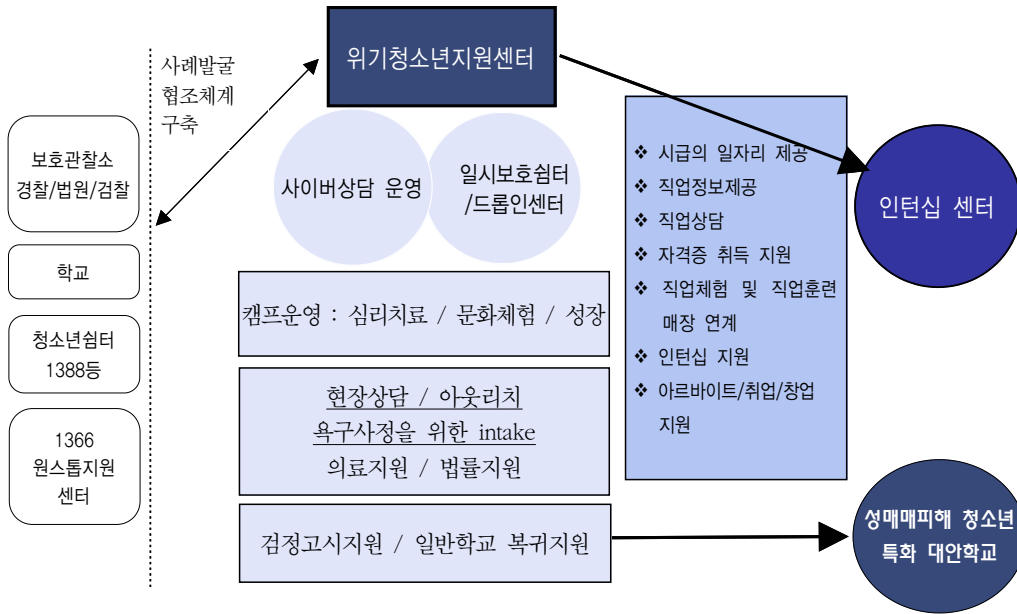 위기청소년지원센터
사례발굴
협조체계
구축
보호관찰소
경찰/법원/검찰
학교
청소년쉼터
1388등
1366
원스톱지원
센터
사이버상담 운영
일시보호쉼터
/드롭인센터
캠프운영 : 심리치료 / 문화체험 / 성장
현장상담 / 아웃리치
욕구사정을 위한 intake
의료지원 / 법률지원
검정고시지원 / 일반학교 복귀지원
❖ 시급의 일자리 제공
❖ 직업정보제공
❖ 직업상담
❖ 자격증 취득 지원
❖ 직업체험 및 직업훈련
매장 연계
❖ 인턴십 지원
❖ 아르바이트/취업/창업
지원
인턴십 센터
성매매피해 청소년
특화 대안학교